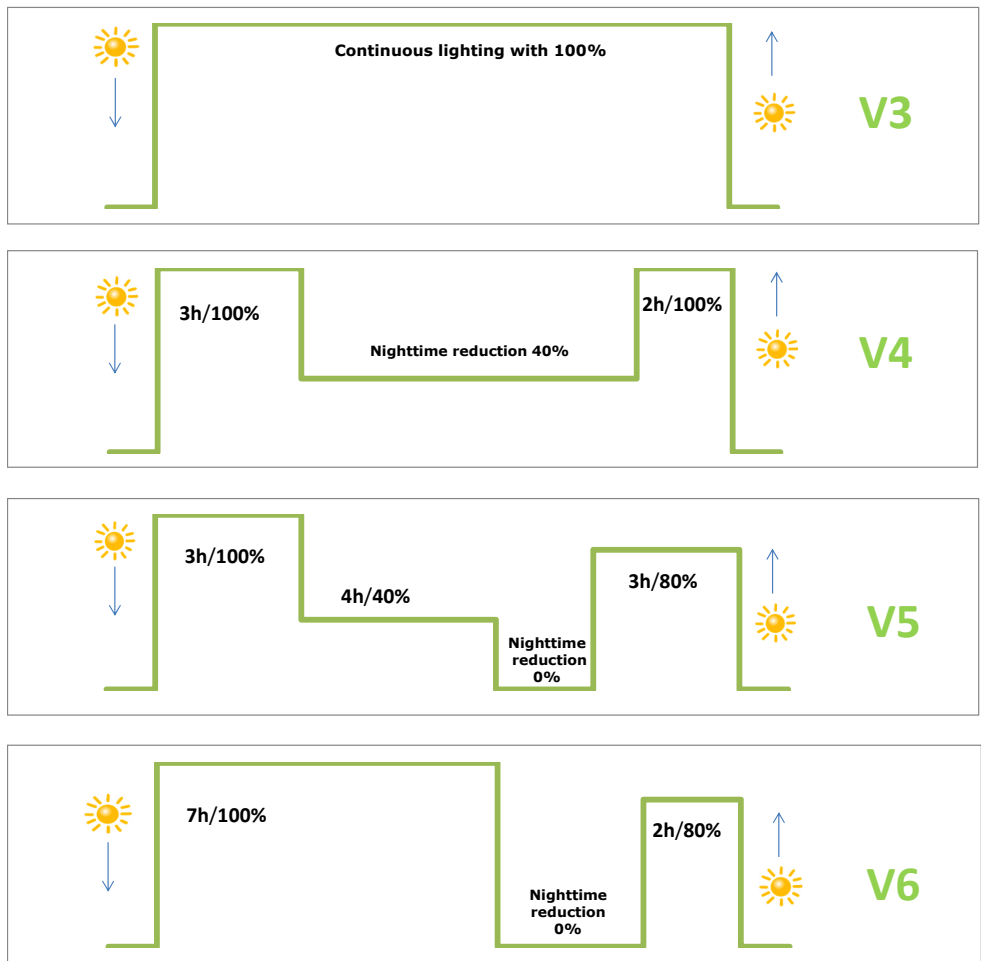 Continuous lighting with 100%
V3
3h/100%
2h/100%
Nighttime reduction 40%
V4
3h/100%
4h/40%
3h/80%
Nighttime
reduction
0%
V5
7h/100%
2h/80%
Nighttime
reduction
0%
V6